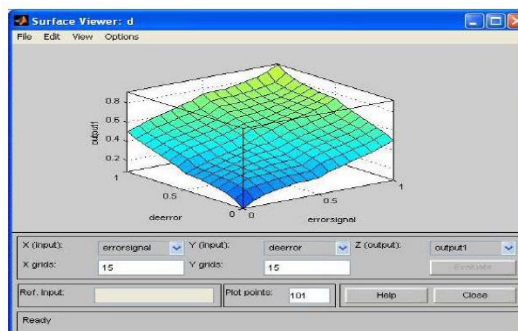 Surface Viewer: d
File Edit View Options
0.8
0.6
0.4
0.2
output1
1
0.5
0
deerror
0
0.5
1
errorsignal
X (input): errorsignal Y (input): deerror Z (output): output1
X grids: 15 Y grids: 15 Evaluate
Ref. Input: Plot points: 101 Help Close
Ready